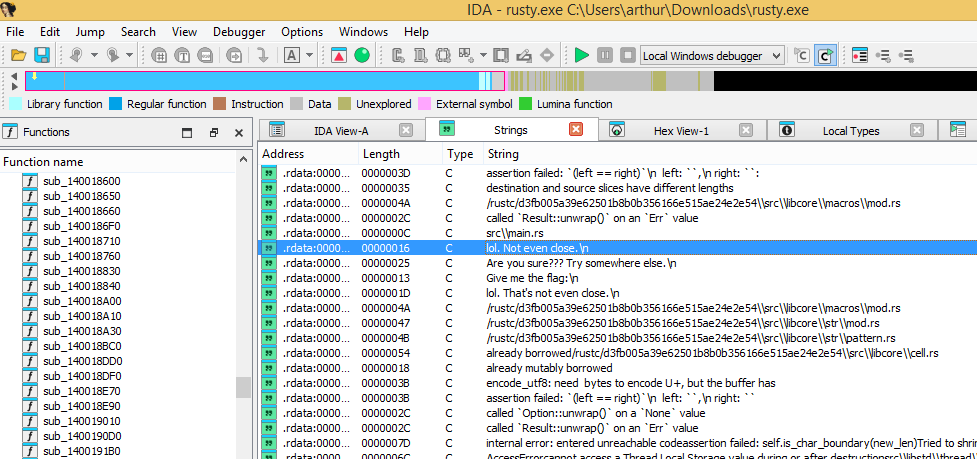 IDA - rusty.exe C:\Users\arthur\Downloads\rusty.exe
File Edit Jump Search View Debugger Options Windows Help
Local Windows debugger
Library function Regular function Instruction Data Unexplored External symbol Lumina function
Functions
IDA View-A Strings Hex View-1 Local Types
Function name
sub_140018600
sub_140018650
sub_140018660
sub_1400186F0
sub_140018710
sub_140018760
sub_140018830
sub_140018840
sub_140018A00
sub_140018A10
sub_140018A30
sub_140018BC0
sub_140018DD0
sub_140018DF0
sub_140018E70
sub_140018E90
sub_140019010
sub_1400190D0
sub_1400191B0
Address Length Type String
.rdata:0000... 0000003D C assertion failed: `(left == right)`\n left: ``,\n right: ``:
.rdata:0000... 00000035 C destination and source slices have different lengths
.rdata:0000... 0000004A C /rustc/d3fb005a39e62501b8b0b356166e515ae24e2e54\\src\\libcore\\macros\\mod.rs
.rdata:0000... 0000002C C called `Result::unwrap()` on an `Err` value
.rdata:0000... 0000000C C src\\main.rs
.rdata:0000... 00000016 C lol. Not even close.\n
.rdata:0000... 00000025 C Are you sure??? Try somewhere else.\n
.rdata:0000... 00000013 C Give me the flag:\n
.rdata:0000... 0000001D C lol. That's not even close.\n
.rdata:0000... 0000004A C /rustc/d3fb005a39e62501b8b0b356166e515ae24e2e54\\src\\libcore\\macros\\mod.rs
.rdata:0000... 00000047 C /rustc/d3fb005a39e62501b8b0b356166e515ae24e2e54\\src\\libcore\\str\\mod.rs
.rdata:0000... 0000004B C /rustc/d3fb005a39e62501b8b0b356166e515ae24e2e54\\src\\libcore\\str\\pattern.rs
.rdata:0000... 00000054 C already borrowed/rustc/d3fb005a39e62501b8b0b356166e515ae24e2e54\\src\\libcore\\cell.rs
.rdata:0000... 00000018 C already mutably borrowed
.rdata:0000... 0000003B C encode_utf8: need bytes to encode U+, but the buffer has
.rdata:0000... 0000003B C assertion failed: `(left == right)`\n left: ``,\n right: ``
.rdata:0000... 0000002C C called `Option::unwrap()` on a `None` value
.rdata:0000... 0000002C C called `Result::unwrap()` on an `Err` value
.rdata:0000... 0000007D C internal error: entered unreachable codeassertion failed: self.is_char_boundary(new_len)Tried to shri
.rdata:0000... 0000006C C AccessErrorcannot access a Thread Local Storage value during or after destructionsrc\\libstd\\thread\\